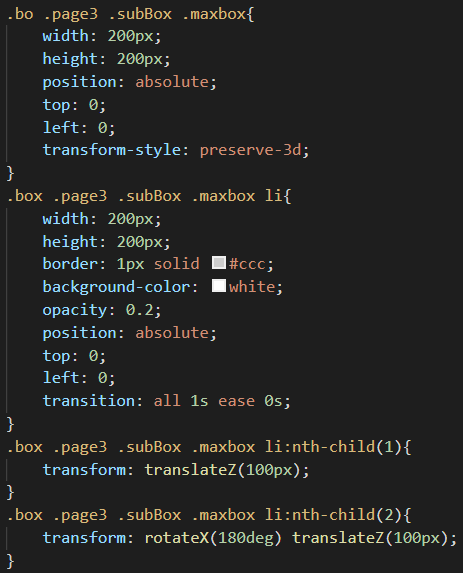 .bo .page3 .subBox .maxbox{
    width: 200px;
    height: 200px;
    position: absolute;
    top: 0;
    left: 0;
    transform-style: preserve-3d;
}
.box .page3 .subBox .maxbox li{
    width: 200px;
    height: 200px;
    border: 1px solid #ccc;
    background-color: white;
    opacity: 0.2;
    position: absolute;
    top: 0;
    left: 0;
    transition: all 1s ease 0s;
}
.box .page3 .subBox .maxbox li:nth-child(1){
    transform: translateZ(100px);
}
.box .page3 .subBox .maxbox li:nth-child(2){
    transform: rotateX(180deg) translateZ(100px);
}